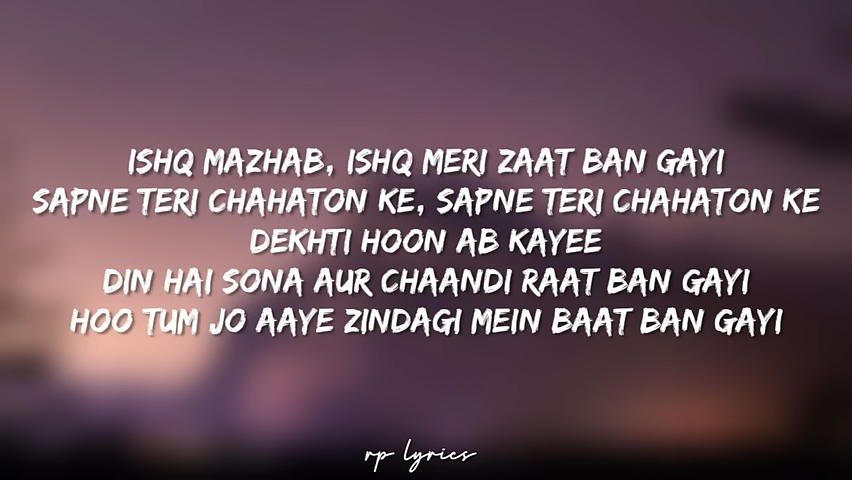 ISHQ MAZHAB, ISHQ MERI ZAAT BAN GAYI
SAPNE TERI CHAHATON KE, SAPNE TERI CHAHATON KE
DEKHTI HOON AB KAYEE
DIN HAI SONA AUR CHAANDI RAAT BAN GAYI
HOO TUM JO AAYE ZINDAGI MEIN BAAT BAN GAYI
rp lyrics